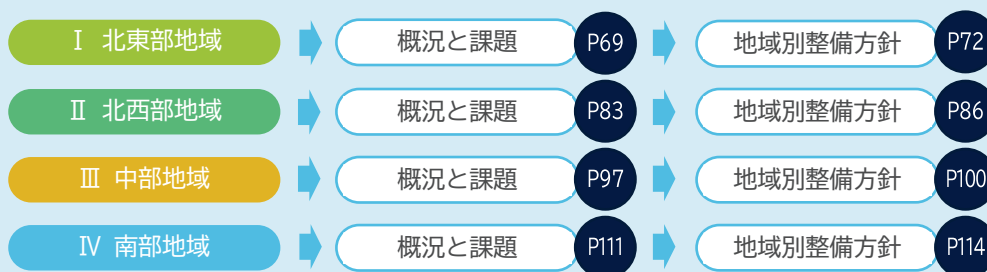 Ⅰ 北東部地域 概況と課題 P69 地域別整備方針 P72
Ⅱ 北西部地域 概況と課題 P83 地域別整備方針 P86
Ⅲ 中部地域 概況と課題 P97 地域別整備方針 P100
Ⅳ 南部地域 概況と課題 P111 地域別整備方針 P114